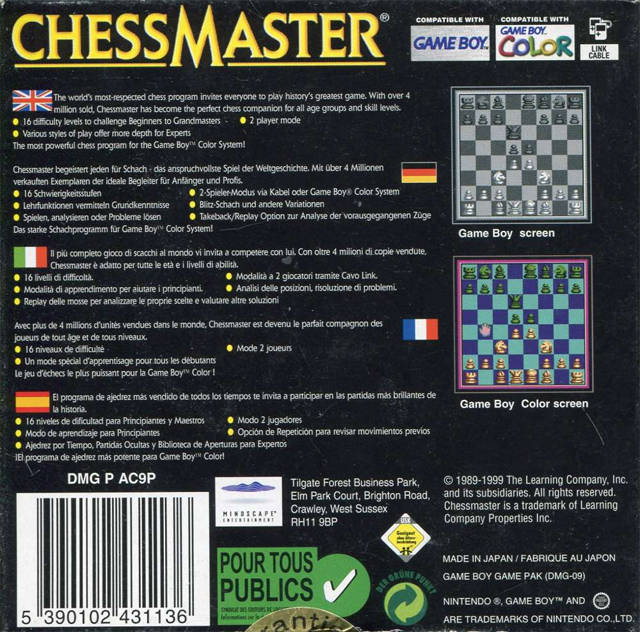 CHESSMASTER®
COMPATIBLE WITH
GAME BOY™
COMPATIBLE WITH
GAME BOY COLOR
LINK
CABLE
The world's most-respected chess program invites everyone to play history's greatest game. With over 4
million sold, Chessmaster has become the perfect chess companion for all age groups and skill levels.
• 16 difficulty levels to challenge Beginners to Grandmasters • 2 player mode
• Various styles of play offer more depth for Experts
The most powerful chess program for the Game Boy™ Color System!
Chessmaster begeistert jeden für Schach - das anspruchsvollste Spiel der Weltgeschichte. Mit über 4 Millionen
verkauften Exemplaren der ideale Begleiter für Anfänger und Profis.
• 16 Schwierigkeitsstufen • 2-Spieler-Modus via Kabel oder Game Boy® Color System
• Lehrfunktionen vermitteln Grundkenntnisse • Blitz-Schach und andere Variationen
• Spielen, analysieren oder Probleme lösen • Takeback/Replay Option zur Analyse der vorausgegangenen Züge
Das starke Schachprogramm für Game Boy™ Color System!
Game Boy screen
Il più completo gioco di scacchi al mondo vi invita a competere con lui. Con oltre 4 milioni di copie vendute,
Chessmaster è adatto per tutte le età e i livelli di abilità.
• 16 livelli di difficoltà. • Modalità a 2 giocatori tramite Cavo Link.
• Modalità di apprendimento per aiutare i principianti. • Analisi delle posizioni, risoluzione di problemi.
• Replay delle mosse per analizzare le proprie scelte e valutare altre soluzioni
Avec plus de 4 millions d'unités vendues dans le monde, Chessmaster est devenu le parfait compagnon des
joueurs de tout âge et de tous niveaux.
• 16 niveaux de difficulté • Mode 2 joueurs
• Un mode spécial d'apprentisage pour tous les débutants
Le jeu d'échecs le plus puissant pour la Game Boy™ Color !
Game Boy Color screen
El programa de ajedrez más vendido de todos los tiempos te invita a participar en las partidas más brillantes de
la historia.
• 16 niveles de dificultad para Principiantes y Maestros • Modo 2 jugadores
• Modo de aprendizaje para Principiantes • Opción de Repetición para revisar movimientos previos
• Ajedrez por Tiempo, Partidas Ocultas y Biblioteca de Aperturas para Expertos
¡El programa de ajedrez más potente para Game Boy™ Color!
DMG P AC9P
5 390102 431136
MINDSCAPE®
ENTERTAINMENT
Tilgate Forest Business Park,
Elm Park Court, Brighton Road,
Crawley, West Sussex
RH11 9BP
© 1989-1999 The Learning Company, Inc.
and its subsidiaries. All rights reserved.
Chessmaster is a trademark of Learning
Company Properties Inc.
USK
Geeignet
POUR TOUS
PUBLICS
DER GRÜNE PUNKT
MADE IN JAPAN / FABRIQUE AU JAPON
GAME BOY GAME PAK (DMG-09)
NINTENDO ®, GAME BOY™ AND
ARE TRADEMARKS OF NINTENDO CO., LTD.